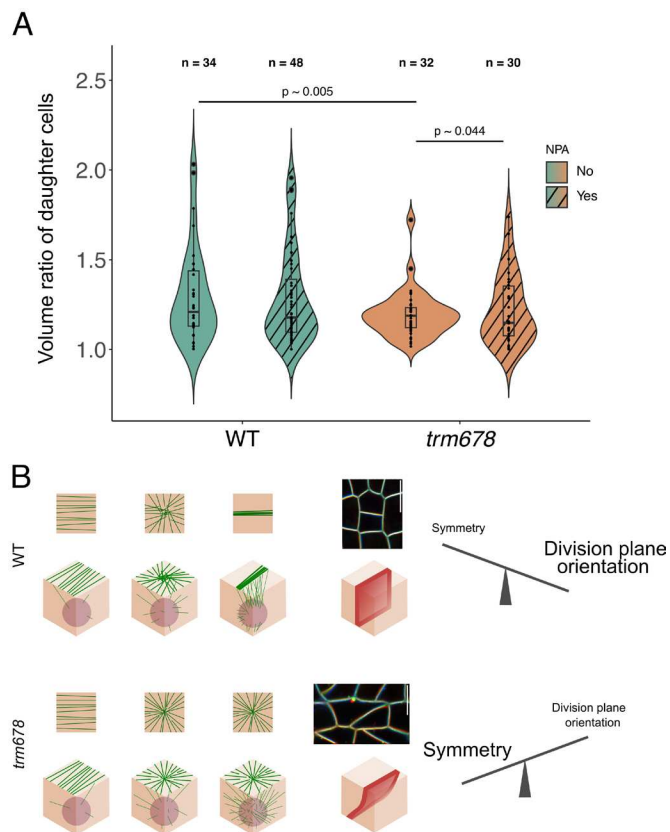 A
n = 34
n = 48
n = 32
n = 30
2.5
p ~ 0.005
p ~ 0.044
NPA
No
Yes
2.0
1.5
1.0
Volume ratio of daughter cells
WT
trm678
B
WT
Symmetry
Division plane
orientation
trm678
Symmetry
Division plane
orientation